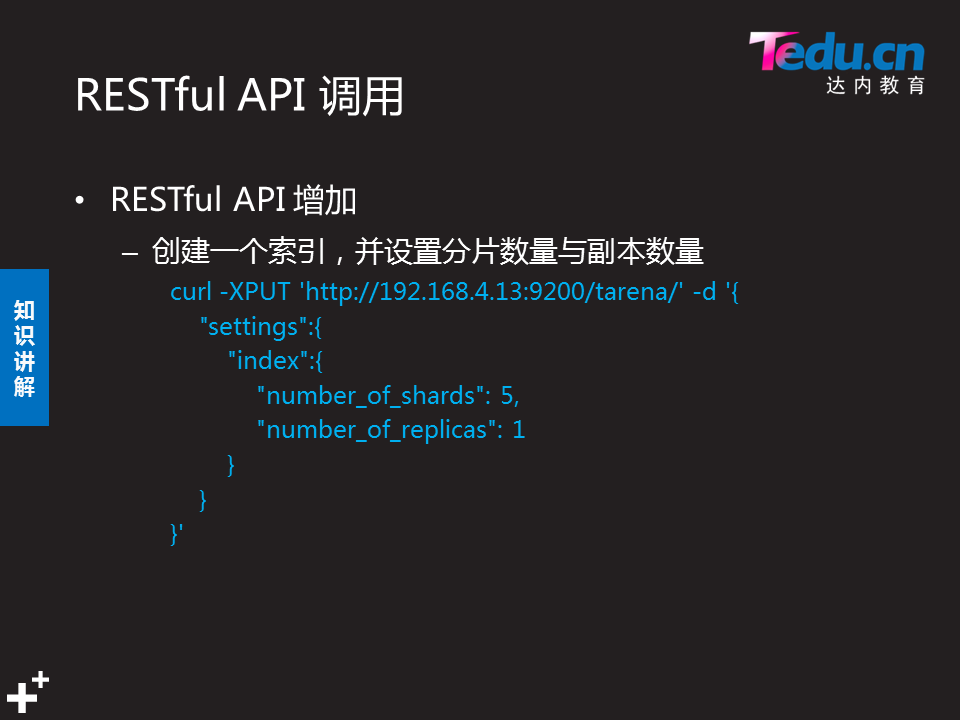 Tedu.cn
达内教育
RESTful API 调用
• RESTful API 增加
– 创建一个索引，并设置分片数量与副本数量
curl -XPUT 'http://192.168.4.13:9200/tarena/' -d '{
"settings":{
"index":{
"number_of_shards": 5,
"number_of_replicas": 1
}
}
}'
知
识
讲
解